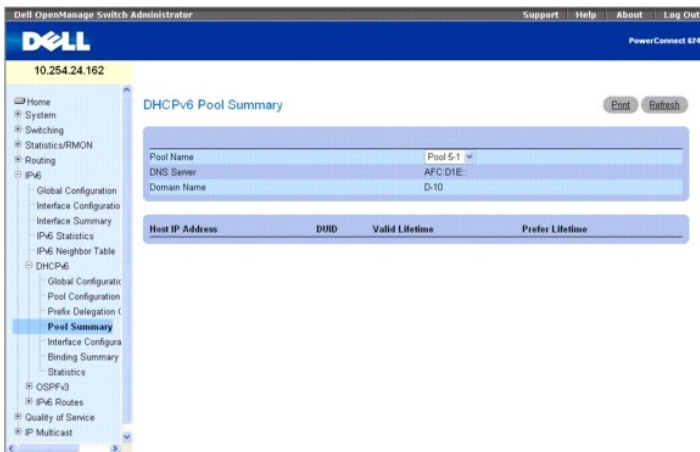 Dell OpenManage Switch Administrator
Support Help About Log Out
DELL
PowerConnect 624
10.254.24.162
Home
System
Switching
Statistics/RMON
Routing
IPv6
Global Configuration
Interface Configuratio
Interface Summary
IPv6 Statistics
IPv6 Neighbor Table
DHCPv6
Global Configuratic
Pool Configuration
Prefix Delegation (
Pool Summary
Interface Configura
Binding Summary
Statistics
OSPFv3
IPv6 Routes
Quality of Service
IP Multicast
DHCPv6 Pool Summary
Print Refresh
Pool Name Pool 5-1
DNS Server AFC:D1E::
Domain Name D-10
Host IP Address DUID Valid Lifetime Prefer Lifetime